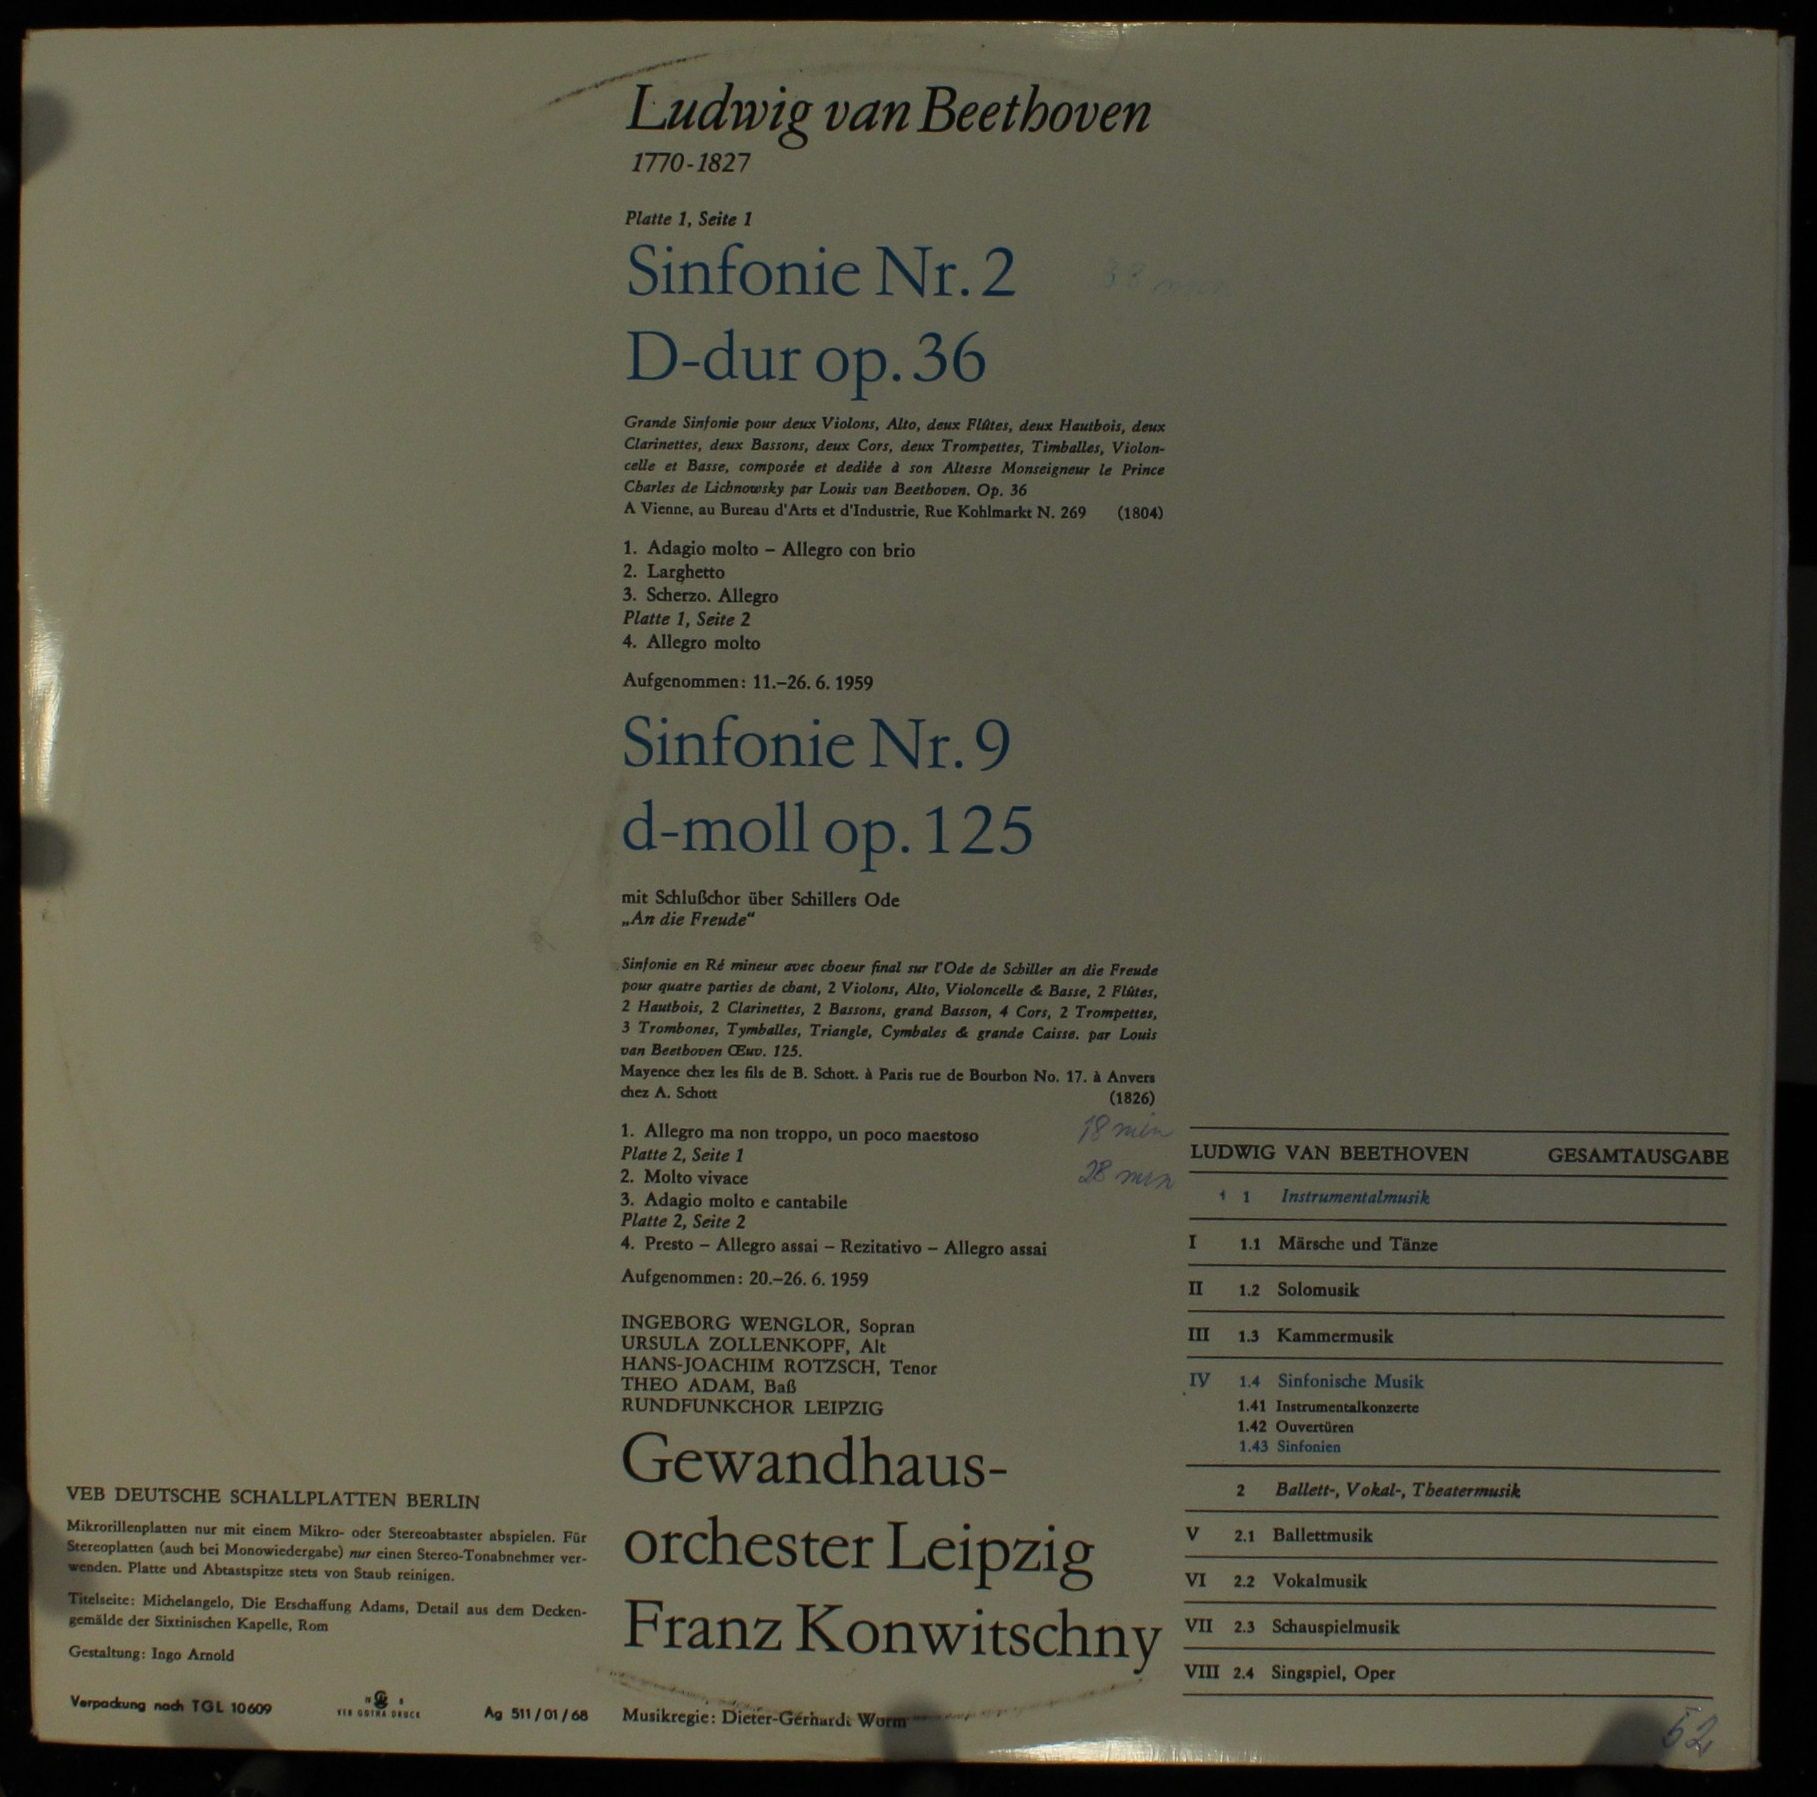 Ludwig van Beethoven
1770-1827
Platte 1, Seite 1
Sinfonie Nr. 2
D-dur op. 36
Grande Sinfonie pour deux Violons, Alto, deux Flûtes, deux Hautbois, deux
Clarinettes, deux Bassons, deux Cors, deux Trompettes, Timballes, Violon-
celle et Basse, composée et dediée à son Altesse Monseigneur le Prince
Charles de Lichnowsky par Louis van Beethoven. Op. 36
A Vienne, au Bureau d'Arts et d'Industrie, Rue Kohlmarkt N. 269 (1804)
1. Adagio molto – Allegro con brio
2. Larghetto
3. Scherzo. Allegro
Platte 1, Seite 2
4. Allegro molto
Aufgenommen: 11.–26. 6. 1959
Sinfonie Nr. 9
d-moll op. 125
mit Schlußchor über Schillers Ode
„An die Freude“
Sinfonie en Ré mineur avec choeur final sur l'Ode de Schiller an die Freude
pour quatre parties de chant, 2 Violons, Alto, Violoncelle & Basse, 2 Flûtes,
2 Hautbois, 2 Clarinettes, 2 Bassons, grand Basson, 4 Cors, 2 Trompettes,
3 Trombones, Tymballes, Triangle, Cymbales & grande Caisse. par Louis
van Beethoven Œuv. 125.
Mayence chez les fils de B. Schott. à Paris rue de Bourbon No. 17. à Anvers
chez A. Schott (1826)
1. Allegro ma non troppo, un poco maestoso 18 min
Platte 2, Seite 1
2. Molto vivace 28 min
3. Adagio molto e cantabile
Platte 2, Seite 2
4. Presto – Allegro assai – Rezitativo – Allegro assai
Aufgenommen: 20.–26. 6. 1959
INGEBORG WENGLOR, Sopran
URSULA ZOLLENKOPF, Alt
HANS-JOACHIM ROTZSCH, Tenor
THEO ADAM, Baß
RUNDFUNKCHOR LEIPZIG
Gewandhaus-
orchester Leipzig
Franz Konwitschny
Musikregie: Dieter-Gerhardt Worm
LUDWIG VAN BEETHOVEN GESAMTAUSGABE
1 Instrumentalmusik
I 1.1 Märsche und Tänze
II 1.2 Solomusik
III 1.3 Kammermusik
IV 1.4 Sinfonische Musik
1.41 Instrumentalkonzerte
1.42 Ouvertüren
1.43 Sinfonien
2 Ballett-, Vokal-, Theatermusik
V 2.1 Ballettmusik
VI 2.2 Vokalmusik
VII 2.3 Schauspielmusik
VIII 2.4 Singspiel, Oper
52
VEB DEUTSCHE SCHALLPLATTEN BERLIN
Mikrorillenplatten nur mit einem Mikro- oder Stereoabtaster abspielen. Für
Stereoplatten (auch bei Monowiedergabe) nur einen Stereo-Tonabnehmer ver-
wenden. Platte und Abtastspitze stets von Staub reinigen.
Titelseite: Michelangelo, Die Erschaffung Adams, Detail aus dem Decken-
gemälde der Sixtinischen Kapelle, Rom
Gestaltung: Ingo Arnold
Verpackung nach TGL 10609
VEB GOTHA DRUCK
Ag 511/01/68